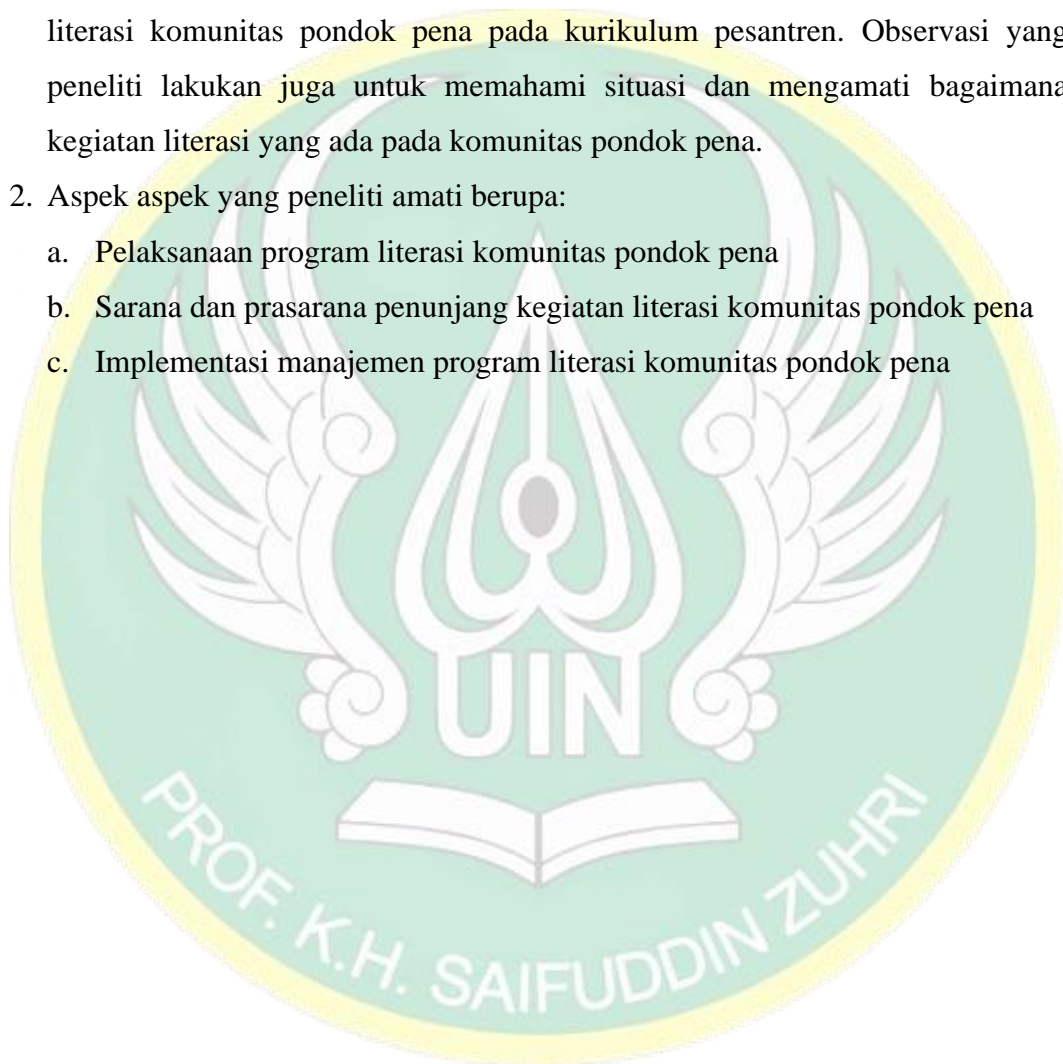 literasi komunitas pondok pena pada kurikulum pesantren. Observasi yang
peneliti lakukan juga untuk memahami situasi dan mengamati bagaimana
kegiatan literasi yang ada pada komunitas pondok pena.
2. Aspek aspek yang peneliti amati berupa:
a. Pelaksanaan program literasi komunitas pondok pena
b. Sarana dan prasarana penunjang kegiatan literasi komunitas pondok pena
c. Implementasi manajemen program literasi komunitas pondok pena
UIN
PROF. K.H. SAIFUDDIN ZUHRI